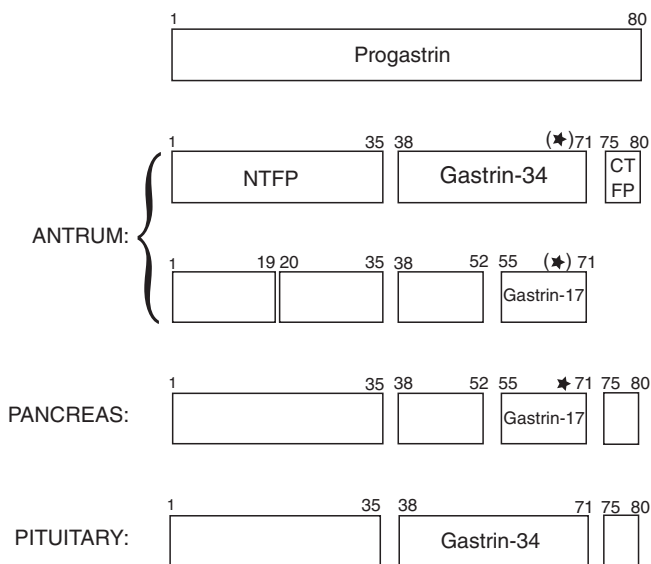 1 80
Progastrin
1 35 38 (★) 71 75 80
NTFP Gastrin-34 CT
FP
ANTRUM:
1 19 20 35 38 52 55 (★) 71
Gastrin-17
1 35 38 52 55 ★ 71 75 80
PANCREAS: Gastrin-17
1 35 38 71 75 80
PITUITARY: Gastrin-34